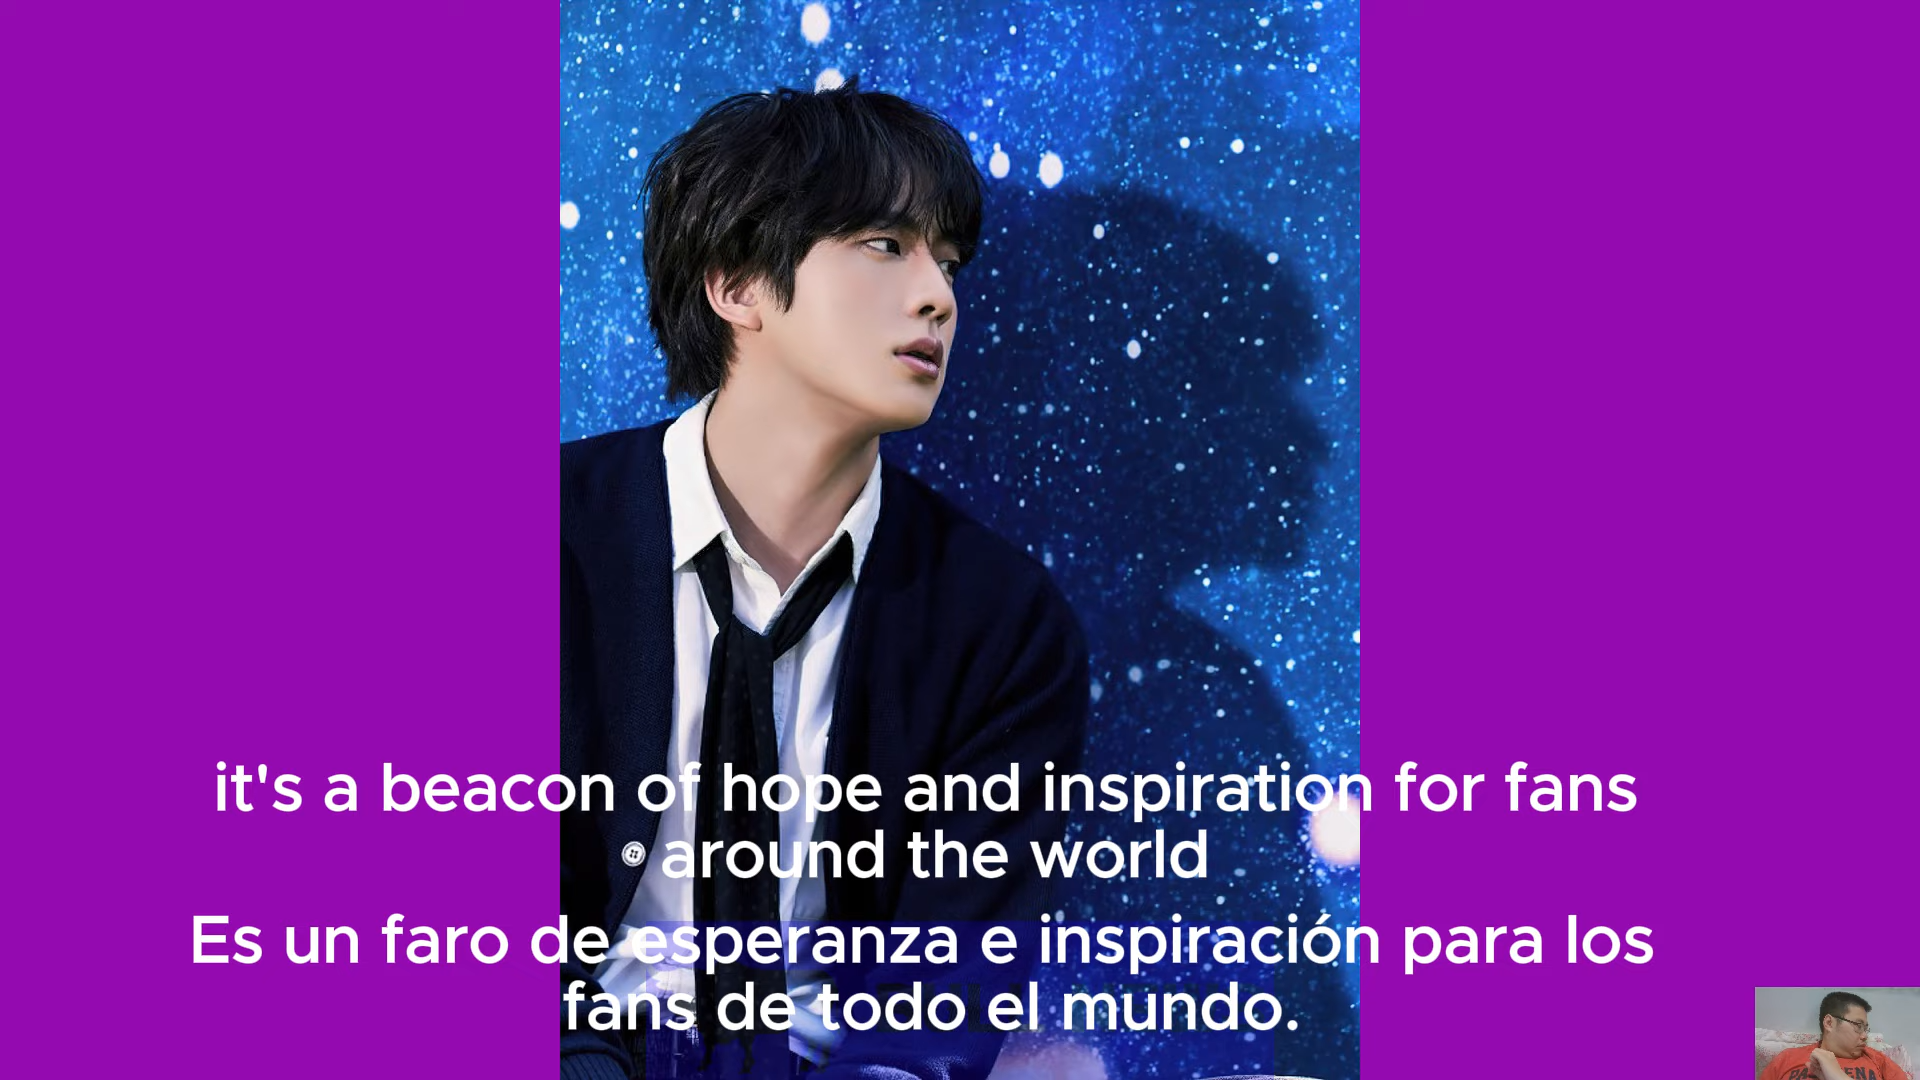 it's a beacon of hope and inspiration for fans
around the world
Es un faro de esperanza e inspiración para los
fans de todo el mundo.